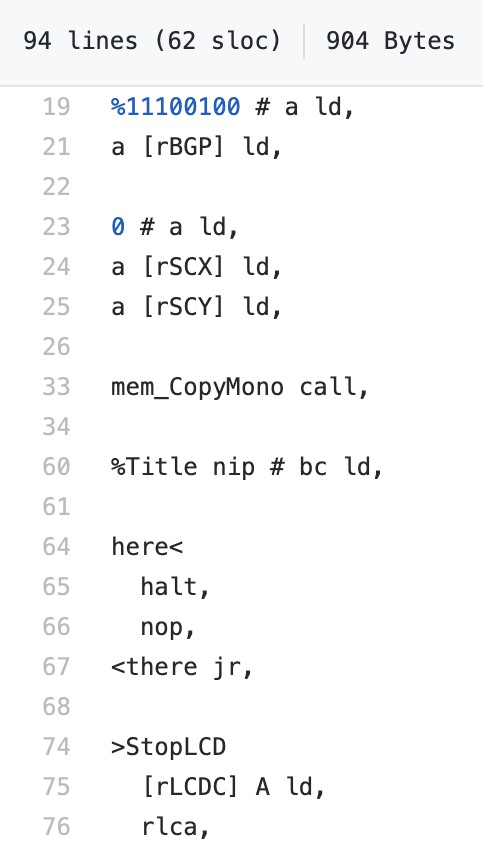 94 lines (62 sloc) 904 Bytes
19 %11100100 # a ld,
21 a [rBGP] ld,
22
23 0 # a ld,
24 a [rSCX] ld,
25 a [rSCY] ld,
26
33 mem_CopyMono call,
34
60 %Title nip # bc ld,
61
64 here<
65 halt,
66 nop,
67 <there jr,
68
74 >StopLCD
75 [rLCDC] A ld,
76 rlca,